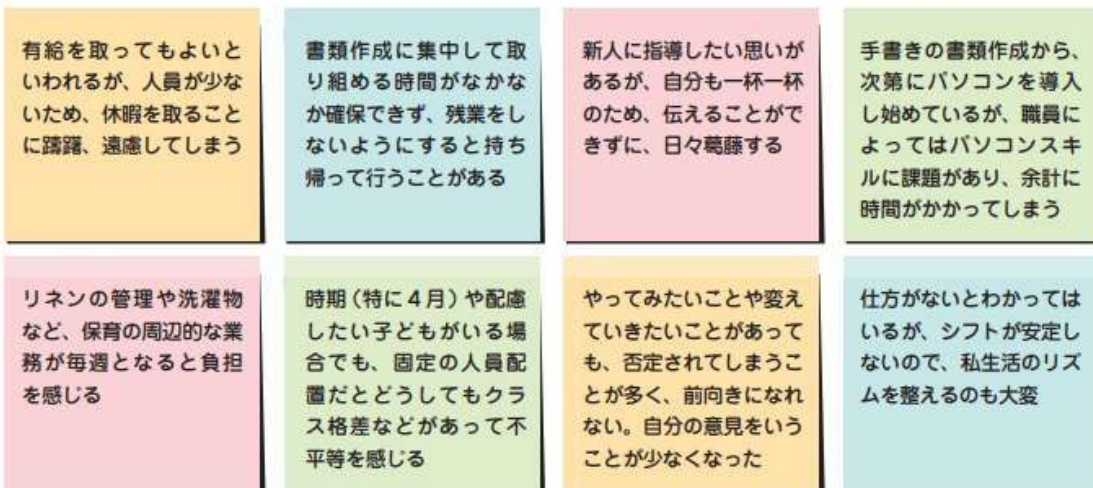 有給を取ってもよいと
いわれるが、人員が少な
いため、休暇を取ること
に躊躇、遠慮してしまう
書類作成に集中して取
り組める時間がなかな
か確保できず、残業をし
ないようにすると持ち
帰って行うことがある
新人に指導したい思いが
あるが、自分も一杯一杯
のため、伝えることがで
きずに、日々葛藤する
手書きの書類作成から、
次第にパソコンを導入
し始めているが、職員に
よってはパソコンスキ
ルに課題があり、余計に
時間がかかってしまう
リネンの管理や洗濯物
など、保育の周辺的な業
務が毎週となると負担
を感じる
時期（特に４月）や配慮
したい子どもがいる場
合でも、固定の人員配
置だとどうしてもクラ
ス格差などがあって不
平等を感じる
やってみたいことや変え
ていきたいことがあって
も、否定されてしまうこ
とが多く、前向きになれ
ない。自分の意見をいう
ことが少なくなった
仕方がないとわかっては
いるが、シフトが安定し
ないので、私生活のリズ
ムを整えるのも大変